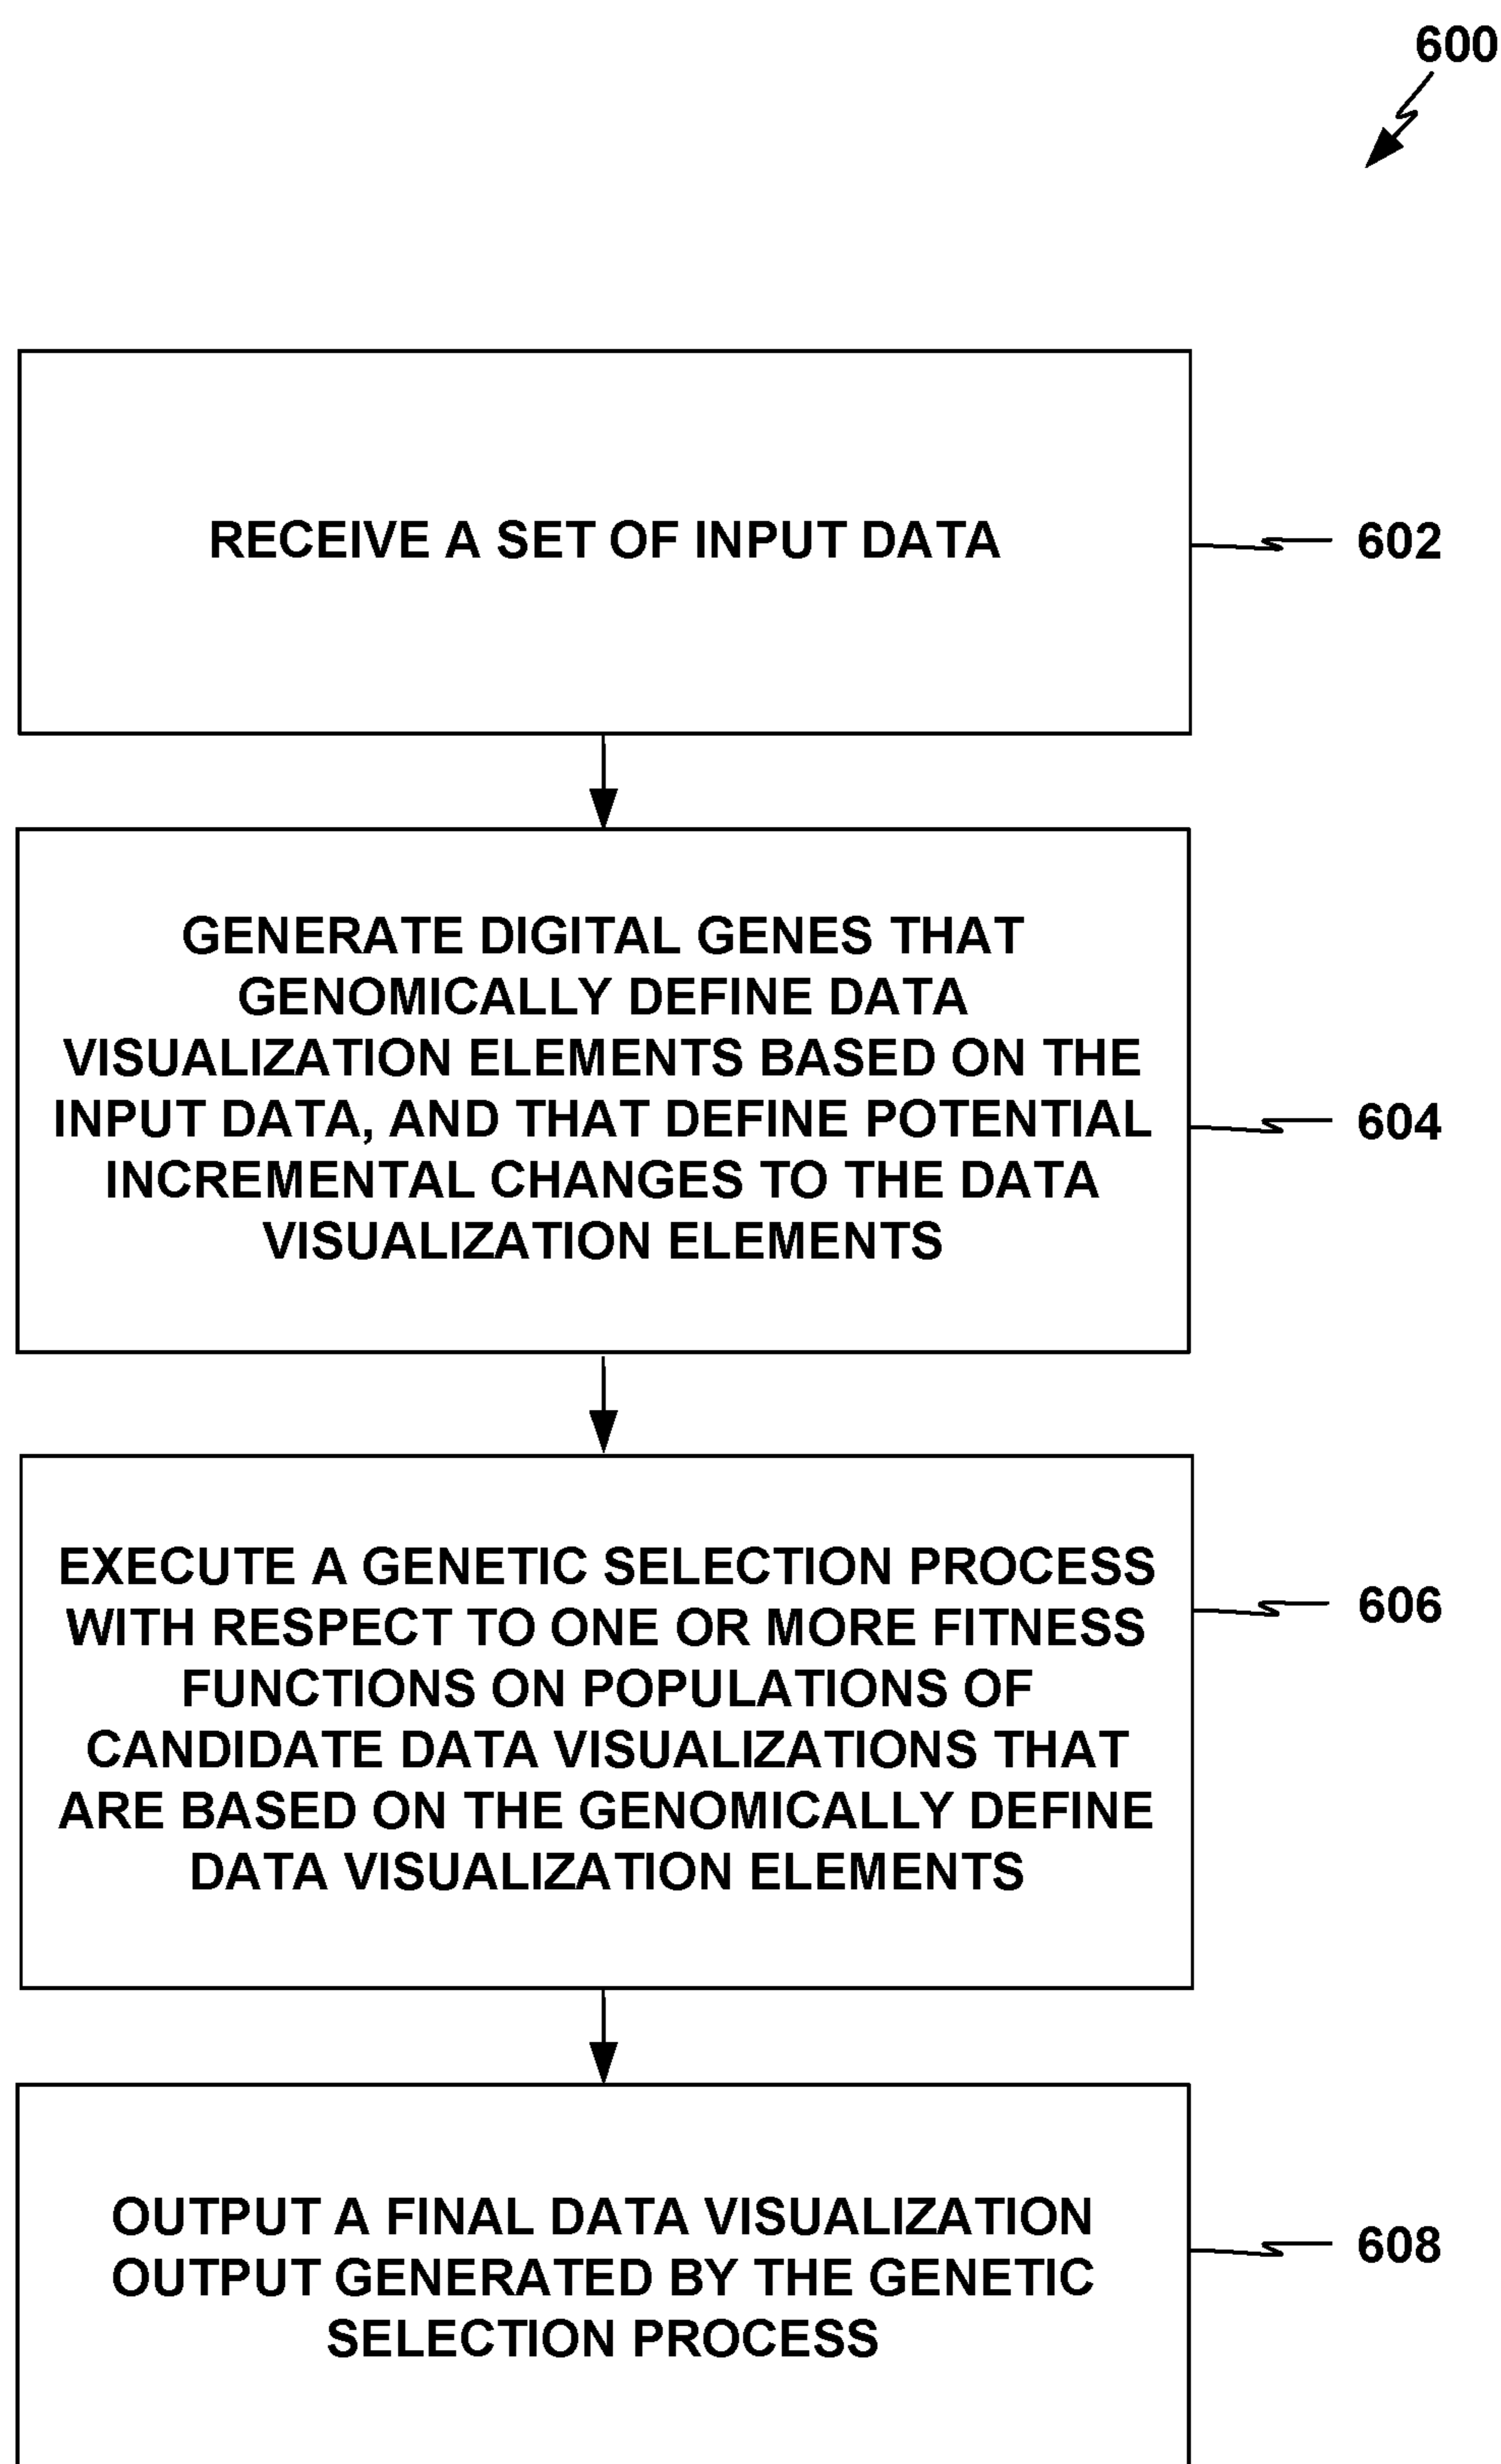 600
RECEIVE A SET OF INPUT DATA
602
GENERATE DIGITAL GENES THAT
GENOMICALLY DEFINE DATA
VISUALIZATION ELEMENTS BASED ON THE
INPUT DATA, AND THAT DEFINE POTENTIAL
INCREMENTAL CHANGES TO THE DATA
VISUALIZATION ELEMENTS
604
EXECUTE A GENETIC SELECTION PROCESS
WITH RESPECT TO ONE OR MORE FITNESS
FUNCTIONS ON POPULATIONS OF
CANDIDATE DATA VISUALIZATIONS THAT
ARE BASED ON THE GENOMICALLY DEFINE
DATA VISUALIZATION ELEMENTS
606
OUTPUT A FINAL DATA VISUALIZATION
OUTPUT GENERATED BY THE GENETIC
SELECTION PROCESS
608